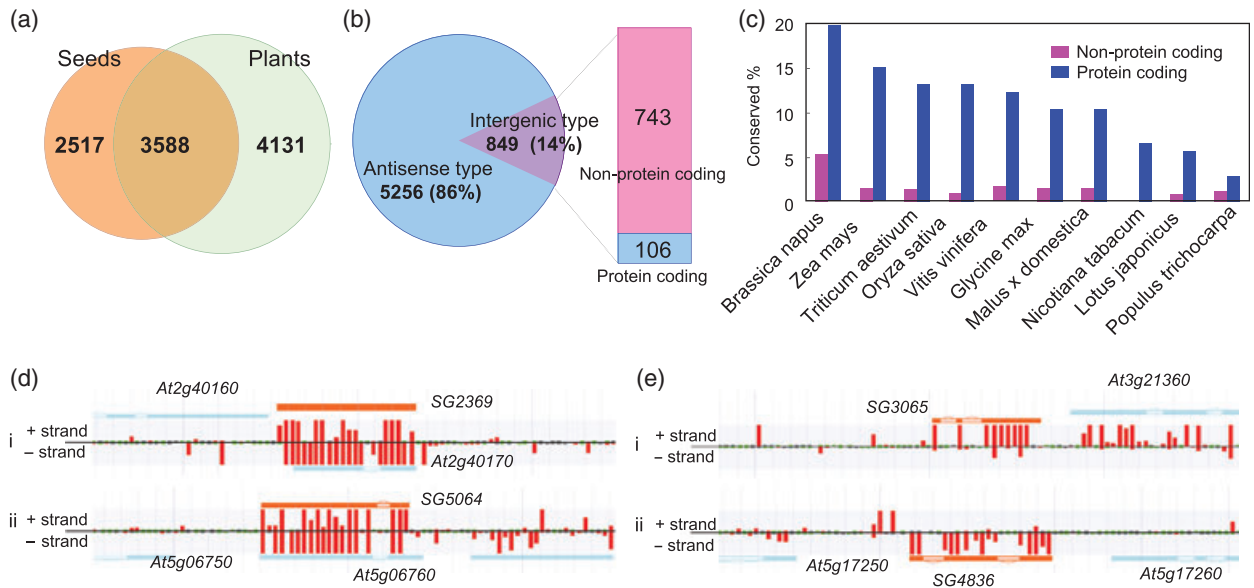 (a)
Seeds
Plants
2517
3588
4131
(b)
Intergenic type
849 (14%)
Antisense type
5256 (86%)
743
Non-protein coding
106
Protein coding
(c)
Conserved %
20
15
10
5
0
Non-protein coding
Protein coding
Brassica napus
Zea mays
Triticum aestivum
Oryza sativa
Vitis vinifera
Glycine max
Malus x domestica
Nicotiana tabacum
Lotus japonicus
Populus trichocarpa
(d)
At2g40160
SG2369
i
+ strand
– strand
At2g40170
SG5064
ii
+ strand
– strand
At5g06750
At5g06760
(e)
At3g21360
SG3065
i
+ strand
– strand
ii
+ strand
– strand
At5g17250
SG4836
At5g17260